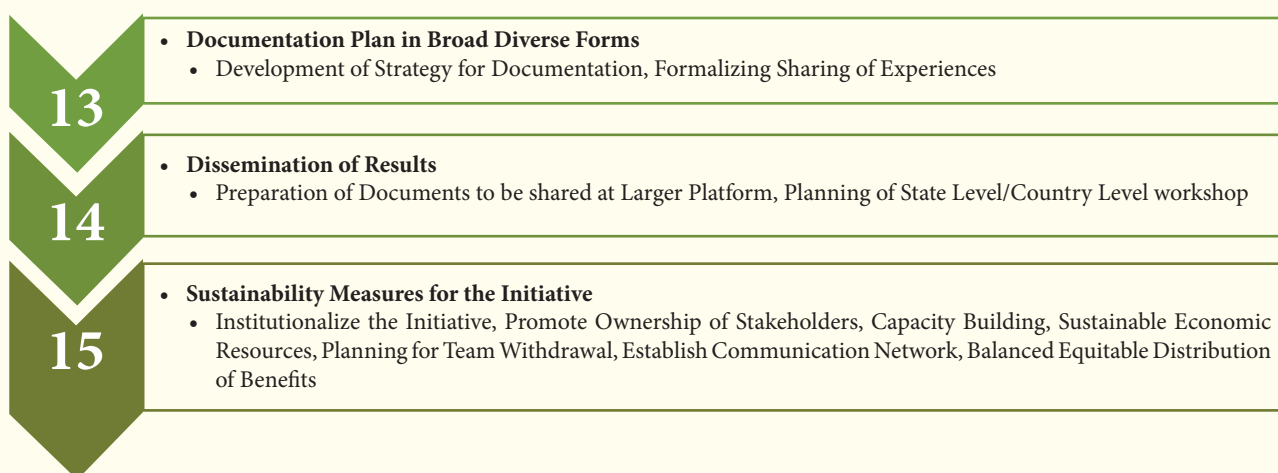 13
• Documentation Plan in Broad Diverse Forms
• Development of Strategy for Documentation, Formalizing Sharing of Experiences
14
• Dissemination of Results
• Preparation of Documents to be shared at Larger Platform, Planning of State Level/Country Level workshop
15
• Sustainability Measures for the Initiative
• Institutionalize the Initiative, Promote Ownership of Stakeholders, Capacity Building, Sustainable Economic
Resources, Planning for Team Withdrawal, Establish Communication Network, Balanced Equitable Distribution
of Benefits